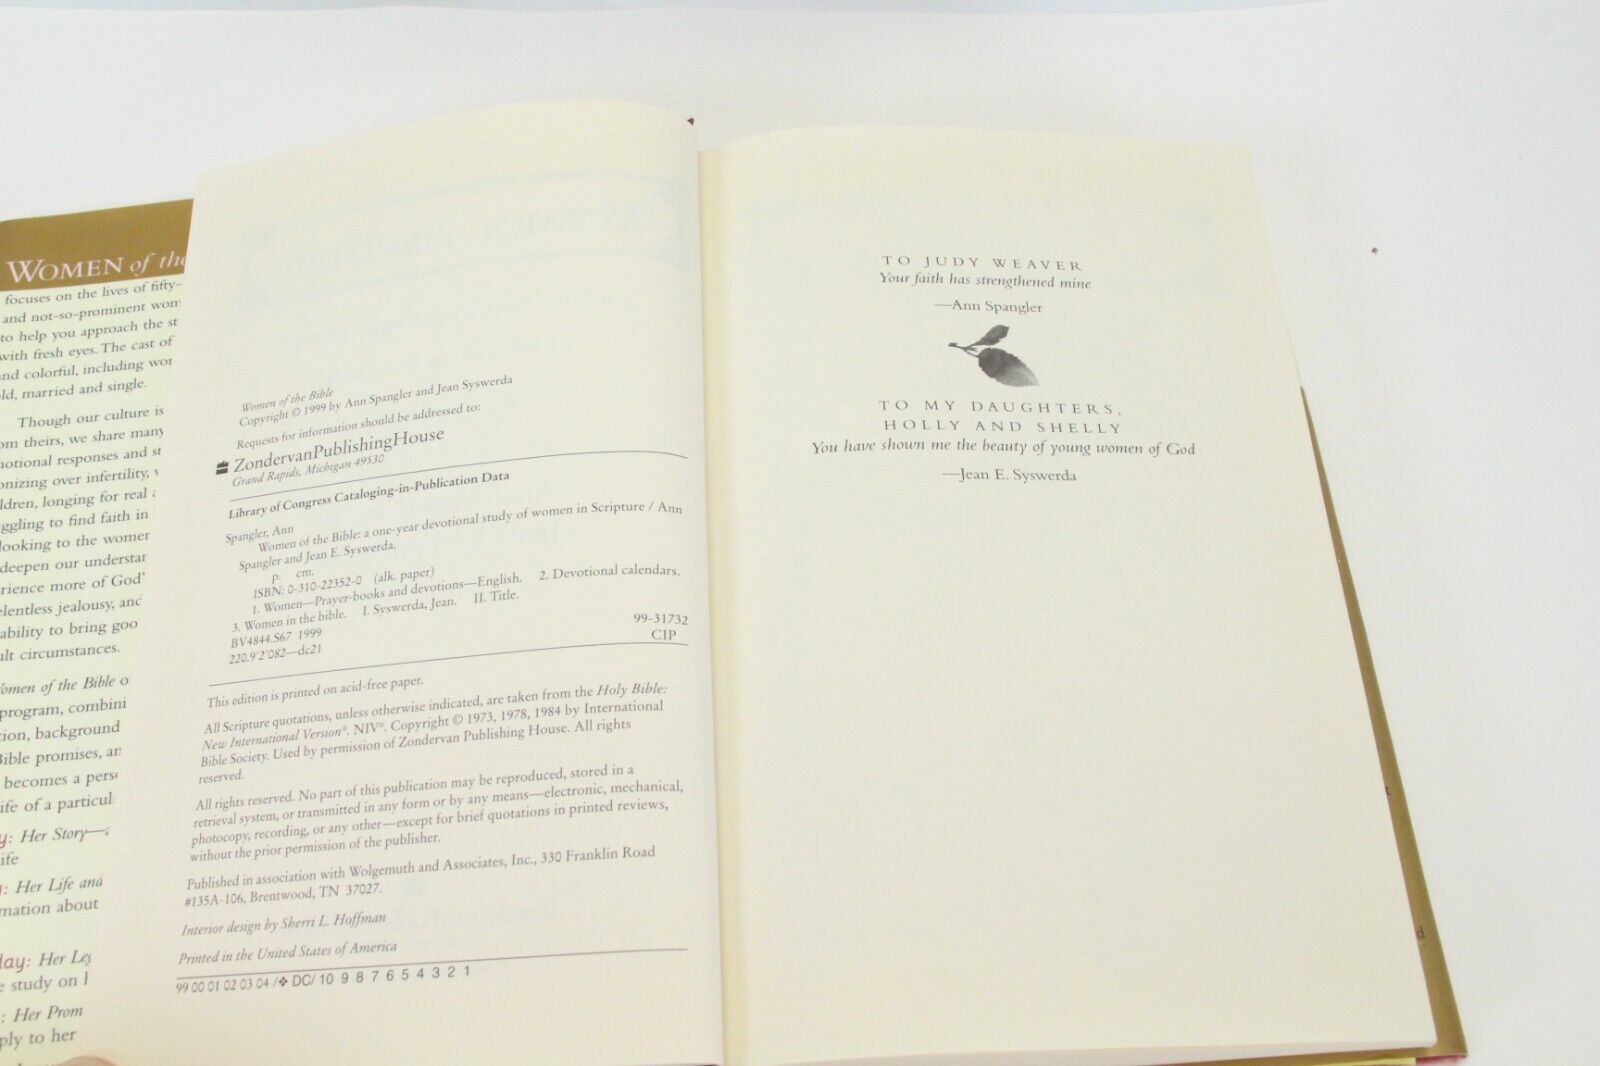 WOMEN of the
focuses on the lives of fifty-
and not-so-prominent wom
to help you approach the st
with fresh eyes. The cast of
and colorful, including wor
old, married and single.
Though our culture is
om theirs, we share many
notional responses and st
onizing over infertility,
ldren, longing for real
ggling to find faith in
looking to the women
deepen our understan
rience more of God'
elentless jealousy, and
ability to bring goo
ult circumstances.
Women of the Bible o
program, combini
tion, background
Bible promises, an
becomes a perso
life of a particul
y: Her Story—a
life
y: Her Life and
mation about
day: Her Leg
e study on
: Her Prom
ply to her
Women of the Bible
Copyright © 1999 by Ann Spangler and Jean Syswerda
Requests for information should be addressed to:
ZondervanPublishingHouse
Grand Rapids, Michigan 49530
Library of Congress Cataloging-in-Publication Data
Spangler, Ann
Women of the Bible: a one-year devotional study of women in Scripture / Ann
Spangler and Jean E. Syswerda.
p. cm.
ISBN: 0-310-22352-0 (alk. paper)
1. Women—Prayer-books and devotions—English. 2. Devotional calendars.
3. Women in the bible. I. Syswerda, Jean. II. Title.
BV4844.S67 1999
220.9'2'082—dc21
99-31732
CIP
This edition is printed on acid-free paper.
All Scripture quotations, unless otherwise indicated, are taken from the Holy Bible:
New International Version®. NIV®. Copyright © 1973, 1978, 1984 by International
Bible Society. Used by permission of Zondervan Publishing House. All rights
reserved.
All rights reserved. No part of this publication may be reproduced, stored in a
retrieval system, or transmitted in any form or by any means—electronic, mechanical,
photocopy, recording, or any other—except for brief quotations in printed reviews,
without the prior permission of the publisher.
Published in association with Wolgemuth and Associates, Inc., 330 Franklin Road
#135A-106, Brentwood, TN 37027.
Interior design by Sherri L. Hoffman
Printed in the United States of America
99 00 01 02 03 04 /❖ DC/ 10 9 8 7 6 5 4 3 2 1
TO JUDY WEAVER
Your faith has strengthened mine
—Ann Spangler
TO MY DAUGHTERS,
HOLLY AND SHELLY
You have shown me the beauty of young women of God
—Jean E. Syswerda